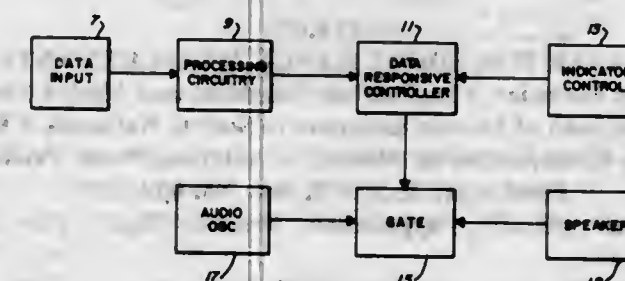 7
9
11
13
DATA
INPUT
PROCESSING
CIRCUITRY
DATA
RESPONSIVE
CONTROLLER
INDICATOR
CONTROL
AUDIO
OSC
GATE
SPEAKER
17
15
19